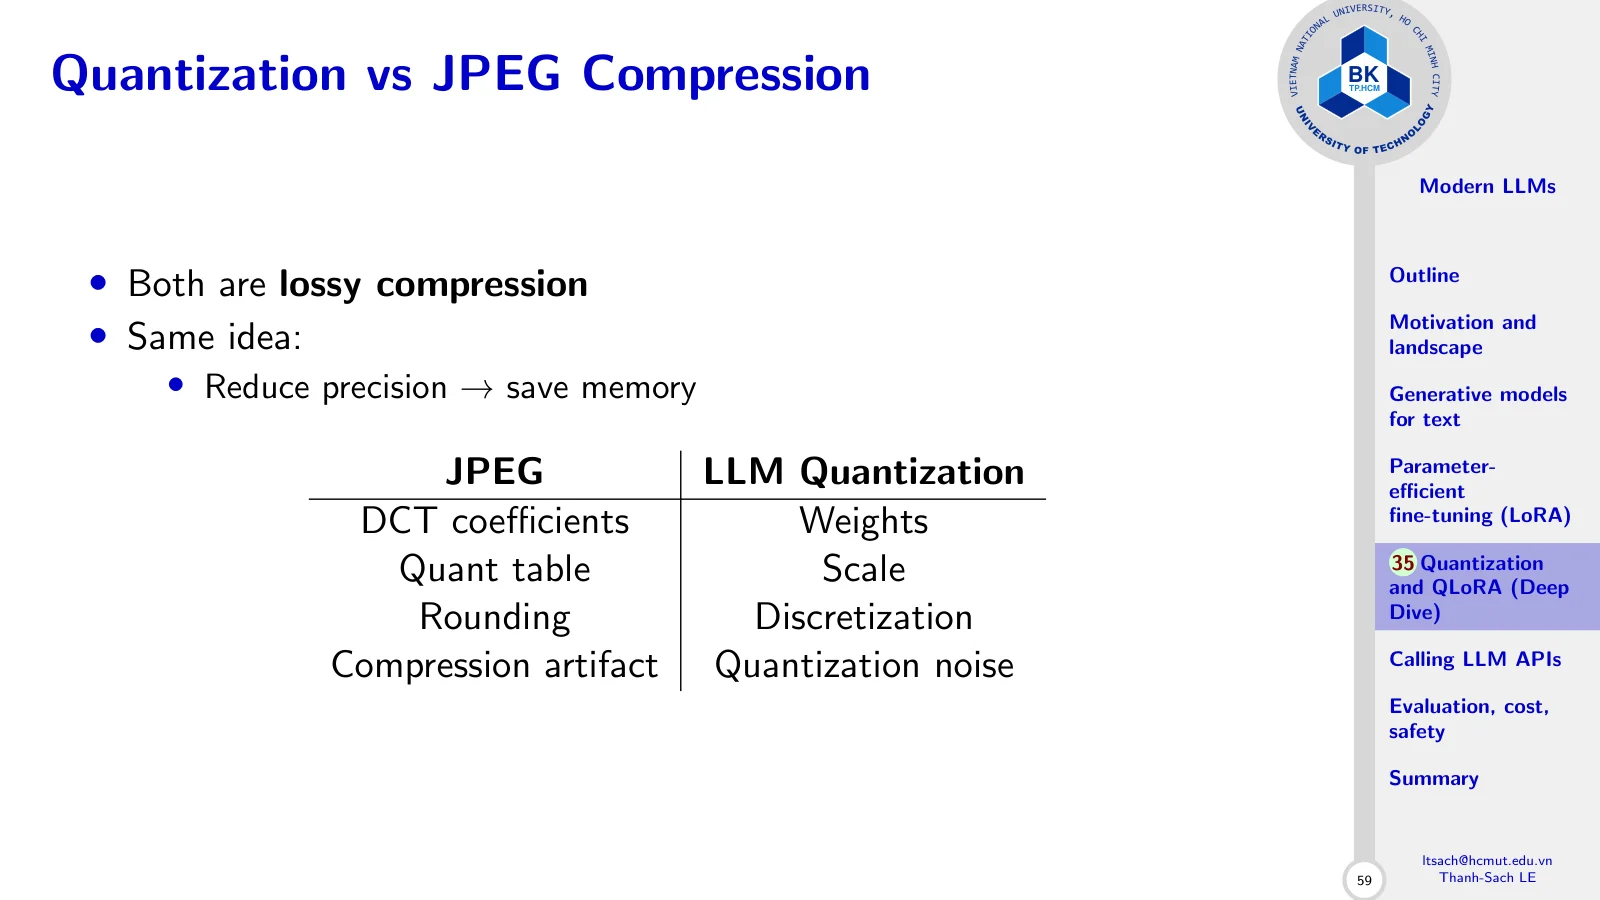 Quantization vs JPEG Compression
Both are lossy compression
Same idea:
Reduce precision → save memory
JPEG LLM Quantization
DCT coefficients Weights
Quant table Scale
Rounding Discretization
Compression artifact Quantization noise
VIETNAM NATIONAL UNIVERSITY, HO CHI MINH CITY
BK
TP.HCM
UNIVERSITY OF TECHNOLOGY
Modern LLMs
Outline
Motivation and
landscape
Generative models
for text
Parameter-
efficient
fine-tuning (LoRA)
35 Quantization
and QLoRA (Deep
Dive)
Calling LLM APIs
Evaluation, cost,
safety
Summary
ltsach@hcmut.edu.vn
Thanh-Sach LE
59